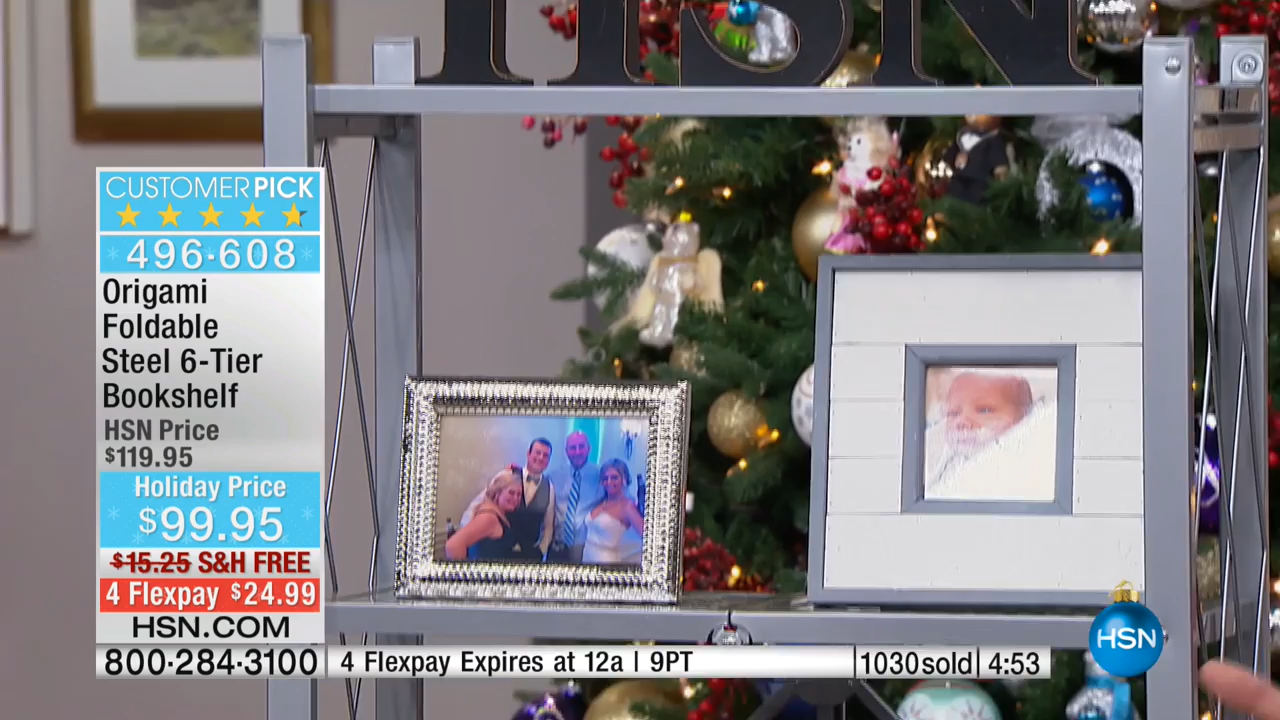 HSN
CUSTOMERPICK
496-608
Origami
Foldable
Steel 6-Tier
Bookshelf
HSN Price
$119.95
Holiday Price
$99.95
$15.25 S&H FREE
4 Flexpay $24.99
HSN.COM
800-284-3100
4 Flexpay Expires at 12a | 9PT
1030sold
4:53
HSN